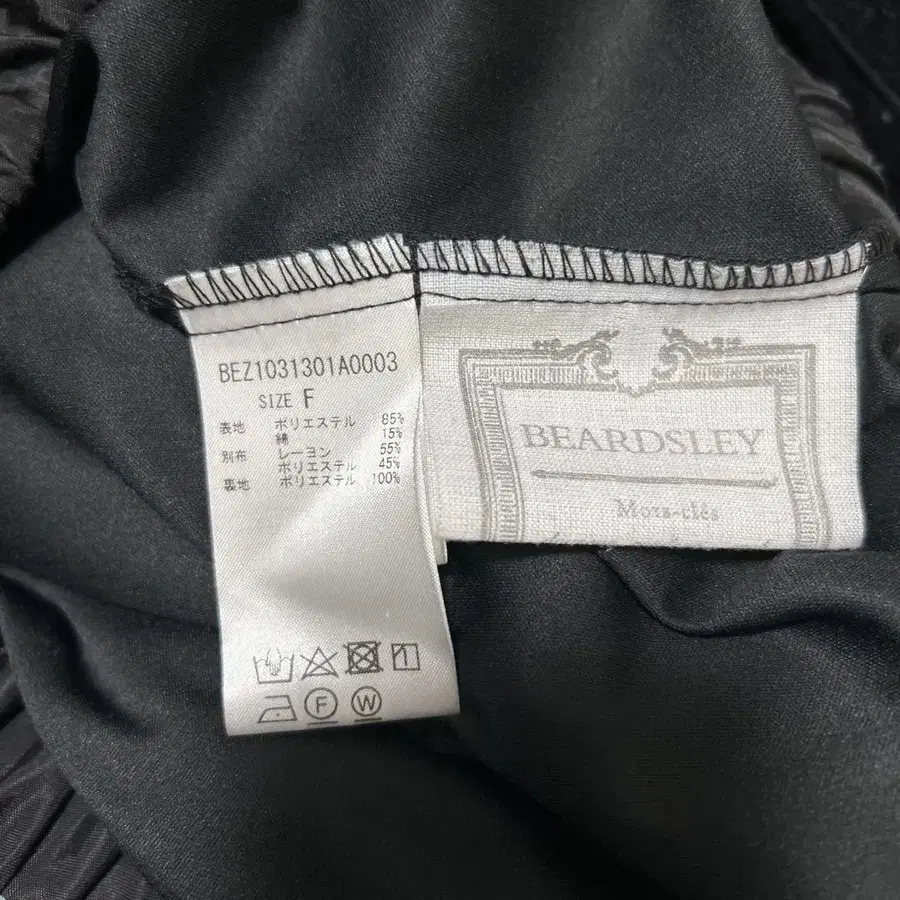 BEZ1031301A0003
SIZE F
表地 ポリエステル 85%
綿 15%
別布 レーヨン 55%
ポリエステル 45%
裏地 ポリエステル 100%
F W
BEARDSLEY
Mots-clés